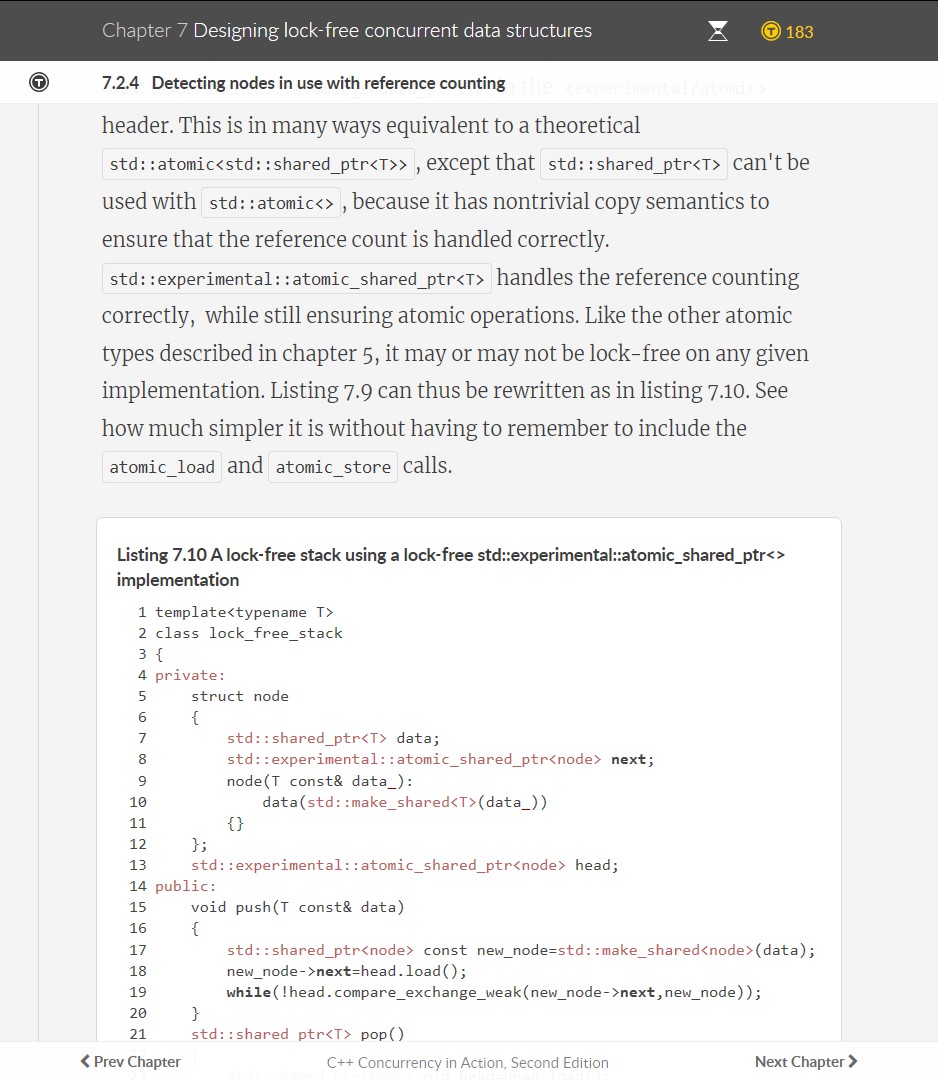 Chapter 7 Designing lock-free concurrent data structures 183
7.2.4 Detecting nodes in use with reference counting
the <experimental/atomic>
header. This is in many ways equivalent to a theoretical
std::atomic<std::shared_ptr<T>>, except that std::shared_ptr<T> can't be
used with std::atomic<>, because it has nontrivial copy semantics to
ensure that the reference count is handled correctly.
std::experimental::atomic_shared_ptr<T> handles the reference counting
correctly, while still ensuring atomic operations. Like the other atomic
types described in chapter 5, it may or may not be lock-free on any given
implementation. Listing 7.9 can thus be rewritten as in listing 7.10. See
how much simpler it is without having to remember to include the
atomic_load and atomic_store calls.
Listing 7.10 A lock-free stack using a lock-free std::experimental::atomic_shared_ptr<>
implementation
1 template<typename T>
2 class lock_free_stack
3 {
4 private:
5     struct node
6     {
7         std::shared_ptr<T> data;
8         std::experimental::atomic_shared_ptr<node> next;
9         node(T const& data_):
10             data(std::make_shared<T>(data_))
11         {}
12     };
13     std::experimental::atomic_shared_ptr<node> head;
14 public:
15     void push(T const& data)
16     {
17         std::shared_ptr<node> const new_node=std::make_shared<node>(data);
18         new_node->next=head.load();
19         while(!head.compare_exchange_weak(new_node->next,new_node));
20     }
21     std::shared_ptr<T> pop()
Prev Chapter C++ Concurrency in Action, Second Edition Next Chapter